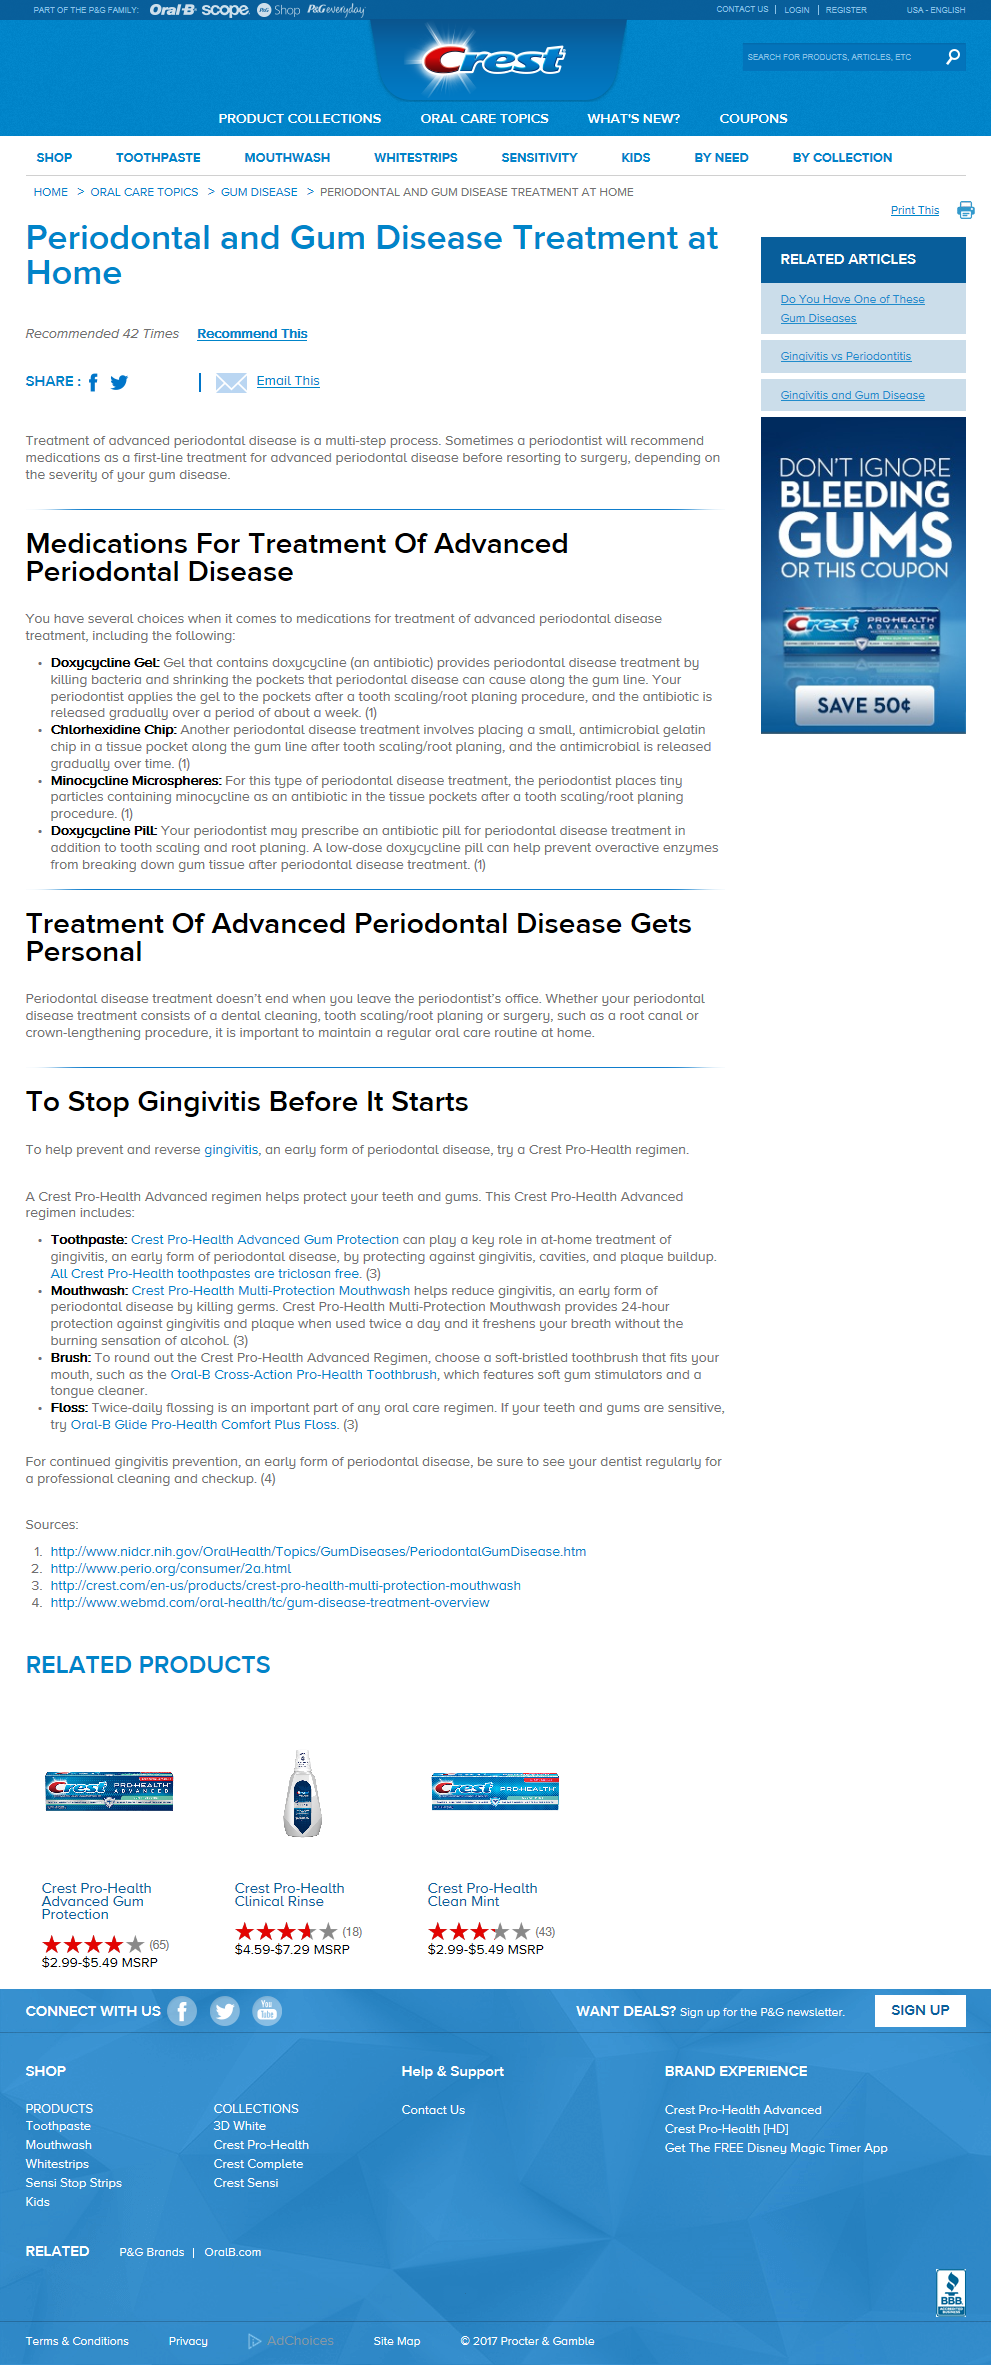 PART OF THE P&G FAMILY: Oral-B scope P&G Shop P&G everyday CONTACT US | LOGIN | REGISTER USA - ENGLISH
Crest
SEARCH FOR PRODUCTS, ARTICLES, ETC
PRODUCT COLLECTIONS ORAL CARE TOPICS WHAT'S NEW? COUPONS
SHOP TOOTHPASTE MOUTHWASH WHITESTRIPS SENSITIVITY KIDS BY NEED BY COLLECTION
HOME > ORAL CARE TOPICS > GUM DISEASE > PERIODONTAL AND GUM DISEASE TREATMENT AT HOME
Print This
Periodontal and Gum Disease Treatment at
Home
Recommended 42 Times Recommend This
SHARE : | Email This
Treatment of advanced periodontal disease is a multi-step process. Sometimes a periodontist will recommend
medications as a first-line treatment for advanced periodontal disease before resorting to surgery, depending on
the severity of your gum disease.
Medications For Treatment Of Advanced
Periodontal Disease
You have several choices when it comes to medications for treatment of advanced periodontal disease
treatment, including the following:
• Doxycycline Gel: Gel that contains doxycycline (an antibiotic) provides periodontal disease treatment by
killing bacteria and shrinking the pockets that periodontal disease can cause along the gum line. Your
periodontist applies the gel to the pockets after a tooth scaling/root planing procedure, and the antibiotic is
released gradually over a period of about a week. (1)
• Chlorhexidine Chip: Another periodontal disease treatment involves placing a small, antimicrobial gelatin
chip in a tissue pocket along the gum line after tooth scaling/root planing, and the antimicrobial is released
gradually over time. (1)
• Minocycline Microspheres: For this type of periodontal disease treatment, the periodontist places tiny
particles containing minocycline as an antibiotic in the tissue pockets after a tooth scaling/root planing
procedure. (1)
• Doxycycline Pill: Your periodontist may prescribe an antibiotic pill for periodontal disease treatment in
addition to tooth scaling and root planing. A low-dose doxycycline pill can help prevent overactive enzymes
from breaking down gum tissue after periodontal disease treatment. (1)
Treatment Of Advanced Periodontal Disease Gets
Personal
Periodontal disease treatment doesn't end when you leave the periodontist's office. Whether your periodontal
disease treatment consists of a dental cleaning, tooth scaling/root planing or surgery, such as a root canal or
crown-lengthening procedure, it is important to maintain a regular oral care routine at home.
To Stop Gingivitis Before It Starts
To help prevent and reverse gingivitis, an early form of periodontal disease, try a Crest Pro-Health regimen.
A Crest Pro-Health Advanced regimen helps protect your teeth and gums. This Crest Pro-Health Advanced
regimen includes:
• Toothpaste: Crest Pro-Health Advanced Gum Protection can play a key role in at-home treatment of
gingivitis, an early form of periodontal disease, by protecting against gingivitis, cavities, and plaque buildup.
All Crest Pro-Health toothpastes are triclosan free. (3)
• Mouthwash: Crest Pro-Health Multi-Protection Mouthwash helps reduce gingivitis, an early form of
periodontal disease by killing germs. Crest Pro-Health Multi-Protection Mouthwash provides 24-hour
protection against gingivitis and plaque when used twice a day and it freshens your breath without the
burning sensation of alcohol. (3)
• Brush: To round out the Crest Pro-Health Advanced Regimen, choose a soft-bristled toothbrush that fits your
mouth, such as the Oral-B Cross-Action Pro-Health Toothbrush, which features soft gum stimulators and a
tongue cleaner.
• Floss: Twice-daily flossing is an important part of any oral care regimen. If your teeth and gums are sensitive,
try Oral-B Glide Pro-Health Comfort Plus Floss. (3)
For continued gingivitis prevention, an early form of periodontal disease, be sure to see your dentist regularly for
a professional cleaning and checkup. (4)
Sources:
1. http://www.nidcr.nih.gov/OralHealth/Topics/GumDiseases/PeriodontalGumDisease.htm
2. http://www.perio.org/consumer/2a.html
3. http://crest.com/en-us/products/crest-pro-health-multi-protection-mouthwash
4. http://www.webmd.com/oral-health/tc/gum-disease-treatment-overview
RELATED ARTICLES
Do You Have One of These
Gum Diseases
Gingivitis vs Periodontitis
Gingivitis and Gum Disease
DON'T IGNORE
BLEEDING
GUMS
OR THIS COUPON
Crest PRO-HEALTH
ADVANCED
SAVE 50¢
RELATED PRODUCTS
Crest PRO-HEALTH
ADVANCED
Crest PRO-HEALTH
Crest Pro-Health
Advanced Gum
Protection
(65)
$2.99-$5.49 MSRP
Crest Pro-Health
Clinical Rinse
(18)
$4.59-$7.29 MSRP
Crest Pro-Health
Clean Mint
(43)
$2.99-$5.49 MSRP
CONNECT WITH US You Tube WANT DEALS? Sign up for the P&G newsletter. SIGN UP
SHOP
PRODUCTS
Toothpaste
Mouthwash
Whitestrips
Sensi Stop Strips
Kids
COLLECTIONS
3D White
Crest Pro-Health
Crest Complete
Crest Sensi
Help & Support
Contact Us
BRAND EXPERIENCE
Crest Pro-Health Advanced
Crest Pro-Health [HD]
Get The FREE Disney Magic Timer App
RELATED P&G Brands | OralB.com
BBB
ACCREDITED
BUSINESS
Terms & Conditions Privacy AdChoices Site Map © 2017 Procter & Gamble